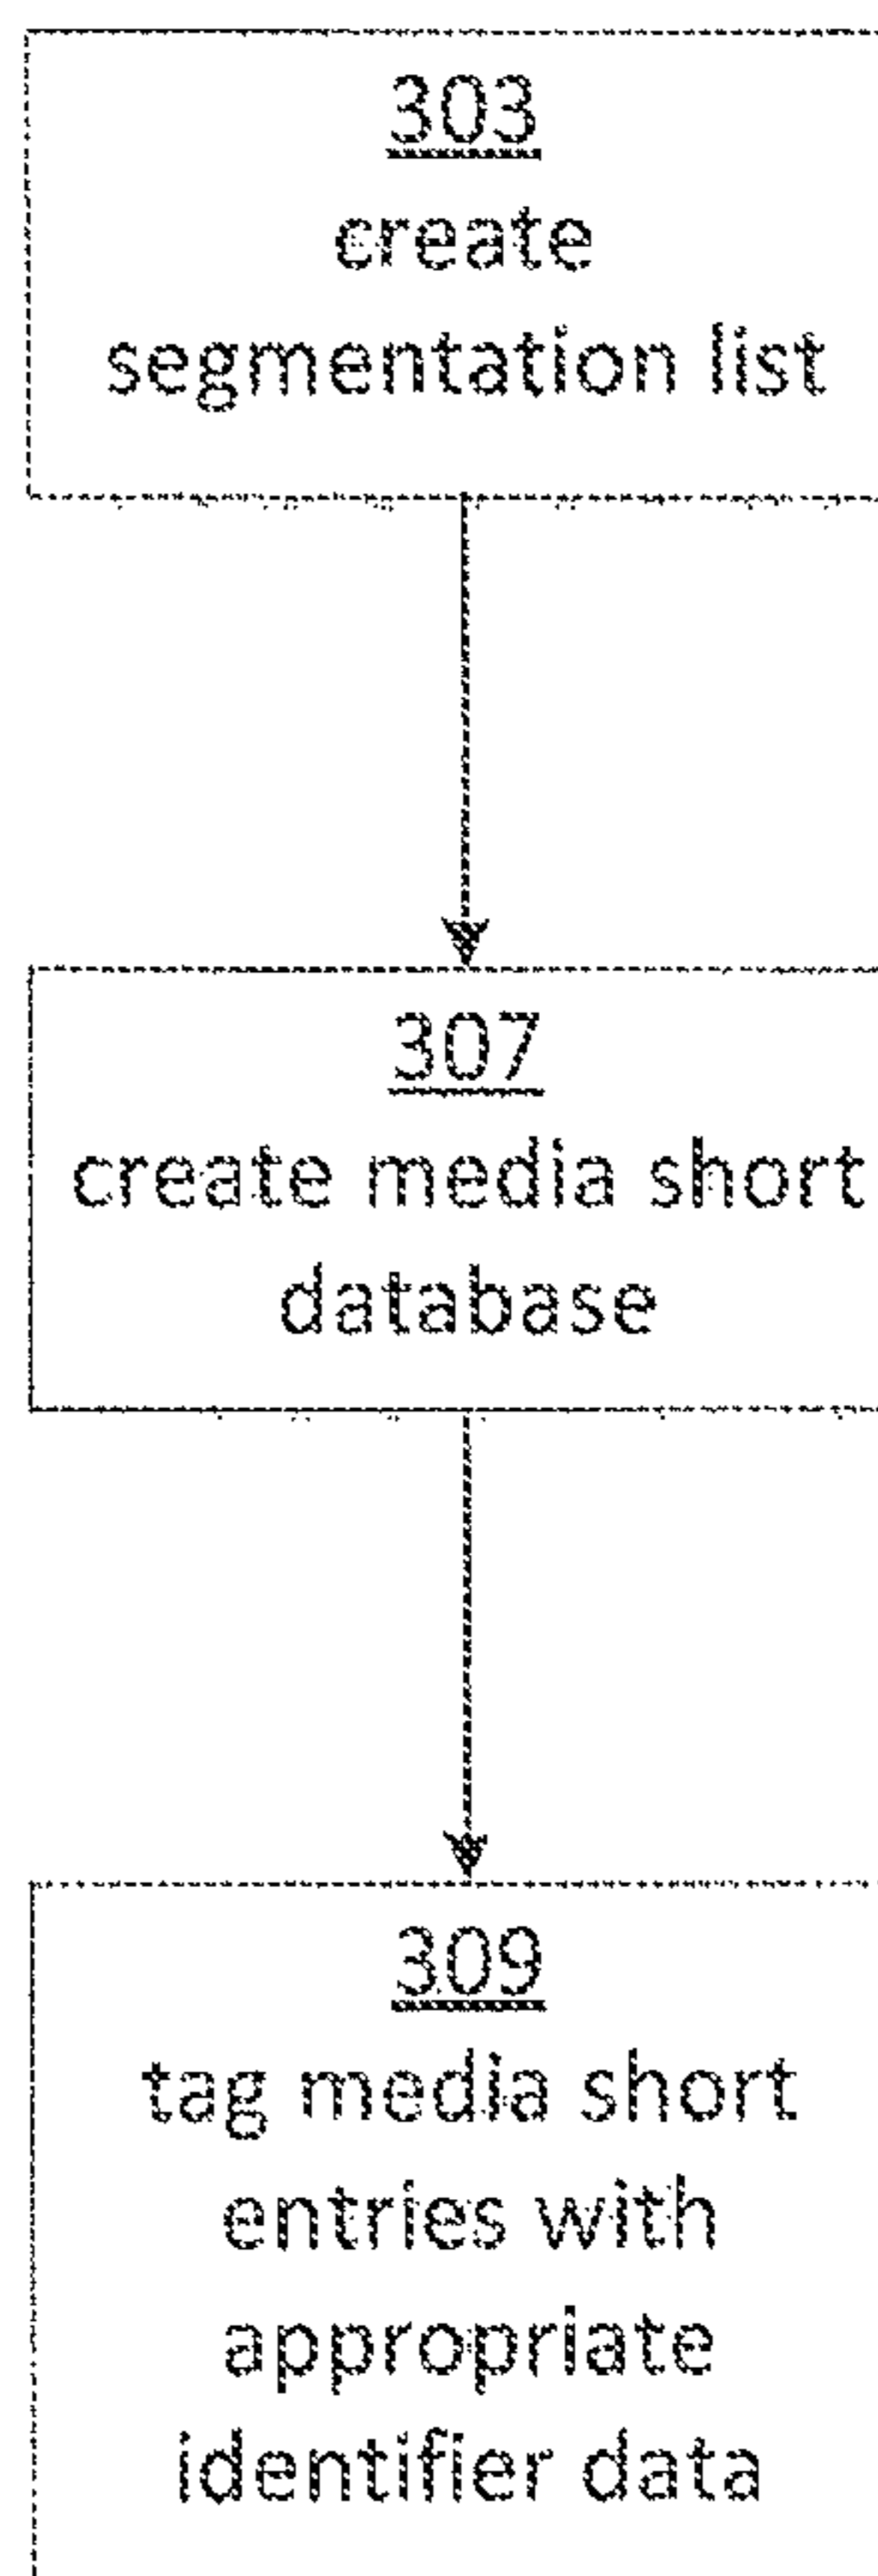 303
create
segmentation list
307
create media short
database
309
tag media short
entries with
appropriate
identifier data